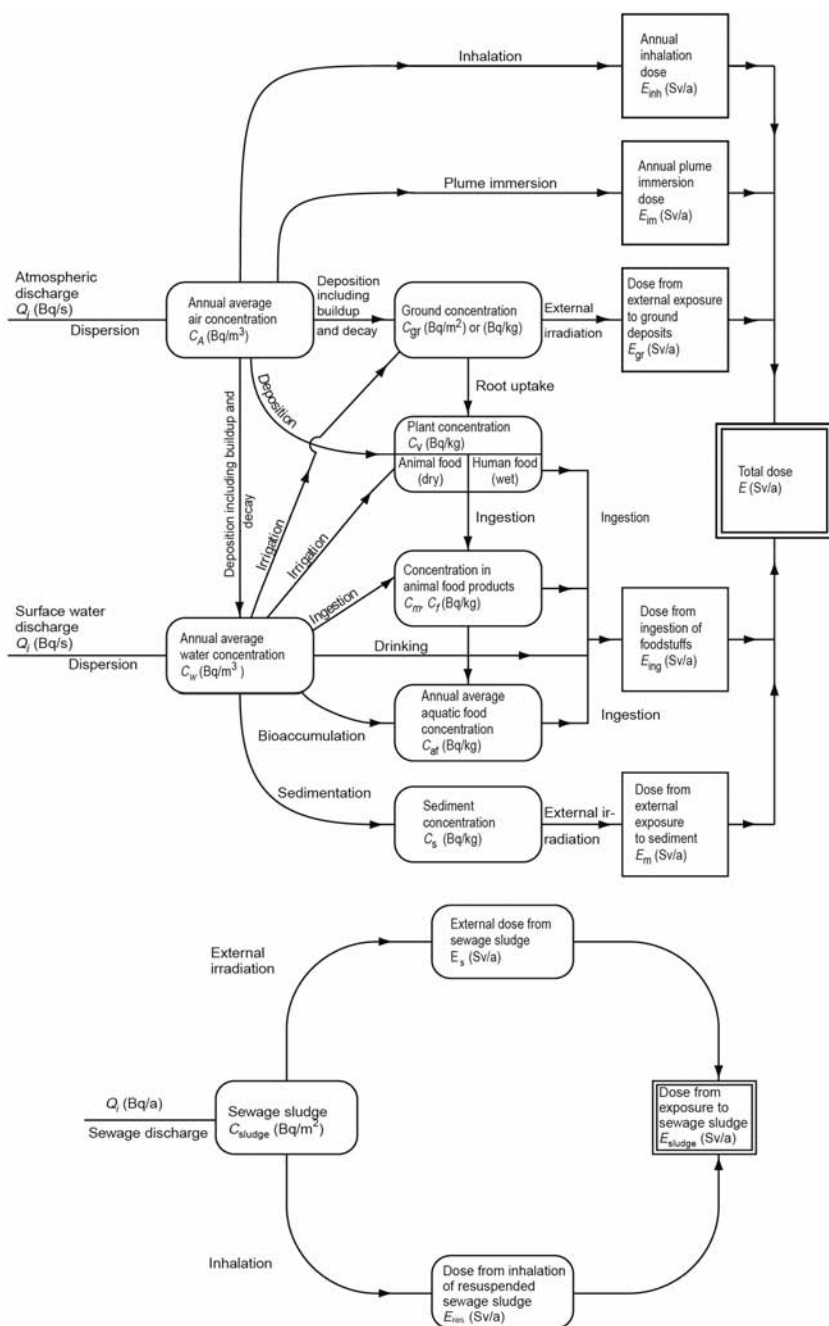 Inhalation
Annual
inhalation
dose
E_inh (Sv/a)
Plume immersion
Annual plume
immersion
dose
E_im (Sv/a)
Atmospheric
discharge
Q_i (Bq/s)
Dispersion
Annual average
air concentration
C_A (Bq/m³)
Deposition
including
buildup
and decay
Ground concentration
C_gr (Bq/m²) or (Bq/kg)
External
irradiation
Dose from
external exposure
to ground
deposits
E_gr (Sv/a)
Deposition
Root uptake
Plant concentration
C_v (Bq/kg)
Animal food
(dry)
Human food
(wet)
Total dose
E (Sv/a)
Deposition including buildup and
decay
Irrigation
Irrigation
Ingestion
Ingestion
Ingestion
Concentration in
animal food products
C_m, C_f (Bq/kg)
Surface water
discharge
Q_i (Bq/s)
Dispersion
Annual average
water concentration
C_w (Bq/m³)
Drinking
Dose from
ingestion of
foodstuffs
E_ing (Sv/a)
Bioaccumulation
Annual average
aquatic food
concentration
C_af (Bq/kg)
Ingestion
Sedimentation
Sediment
concentration
C_s (Bq/kg)
External ir-
radiation
Dose from
external
exposure
to sediment
E_m (Sv/a)
External
irradiation
External dose from
sewage sludge
E_s (Sv/a)
Q_i (Bq/a)
Sewage discharge
Sewage sludge
C_sludge (Bq/m²)
Dose from
exposure to
sewage sludge
E_sludge (Sv/a)
Inhalation
Dose from inhalation
of resuspended
sewage sludge
E_res (Sv/a)